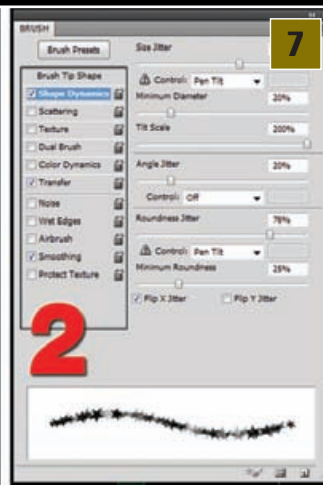 BRUSH
7
Brush Presets
Size Jitter
Brush Tip Shape
Control: Pen Tilt
Shape Dynamics
Minimum Diameter
20%
Scattering
Texture
Tilt Scale
200%
Dual Brush
Color Dynamics
Angle Jitter
20%
Transfer
Noise
Control: Off
Wet Edges
Roundness Jitter
78%
Airbrush
Control: Pen Tilt
Smoothing
Minimum Roundness
25%
Protect Texture
Flip X Jitter
Flip Y Jitter
2